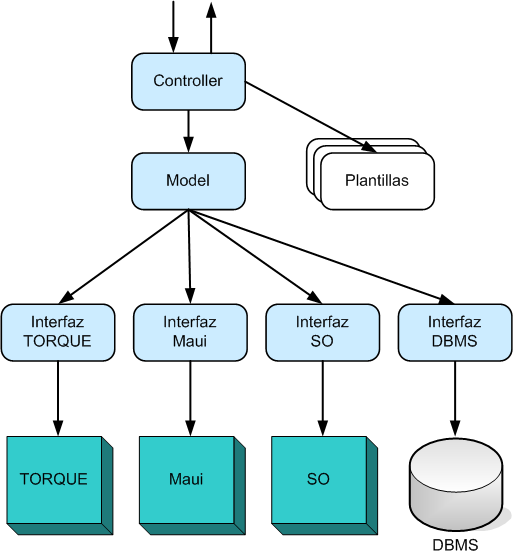 Controller
Model
Plantillas
Interfaz
TORQUE
Interfaz
Maui
Interfaz
SO
Interfaz
DBMS
TORQUE
Maui
SO
DBMS